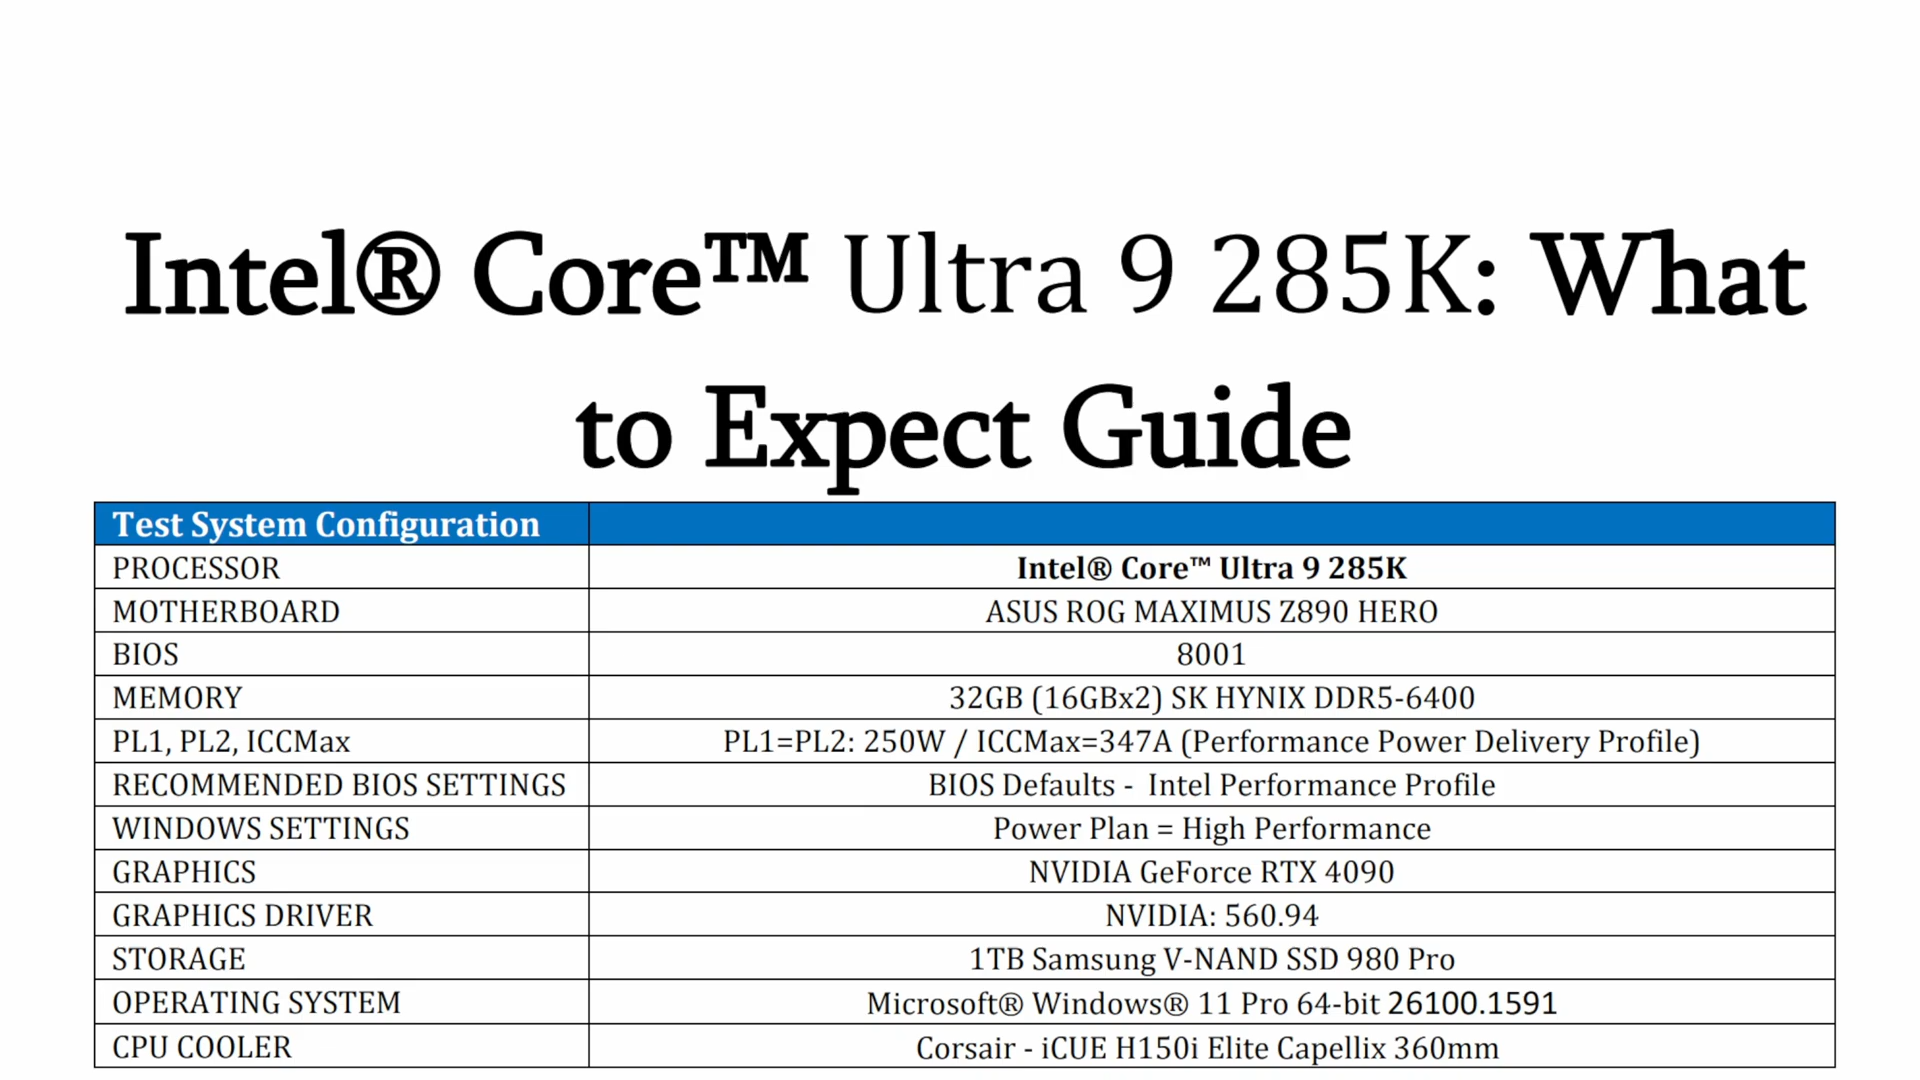 Intel® Core™ Ultra 9 285K: What
to Expect Guide
Test System Configuration
PROCESSOR Intel® Core™ Ultra 9 285K
MOTHERBOARD ASUS ROG MAXIMUS Z890 HERO
BIOS 8001
MEMORY 32GB (16GBx2) SK HYNIX DDR5-6400
PL1, PL2, ICCMax PL1=PL2: 250W / ICCMax=347A (Performance Power Delivery Profile)
RECOMMENDED BIOS SETTINGS BIOS Defaults - Intel Performance Profile
WINDOWS SETTINGS Power Plan = High Performance
GRAPHICS NVIDIA GeForce RTX 4090
GRAPHICS DRIVER NVIDIA: 560.94
STORAGE 1TB Samsung V-NAND SSD 980 Pro
OPERATING SYSTEM Microsoft® Windows® 11 Pro 64-bit 26100.1591
CPU COOLER Corsair - iCUE H150i Elite Capellix 360mm